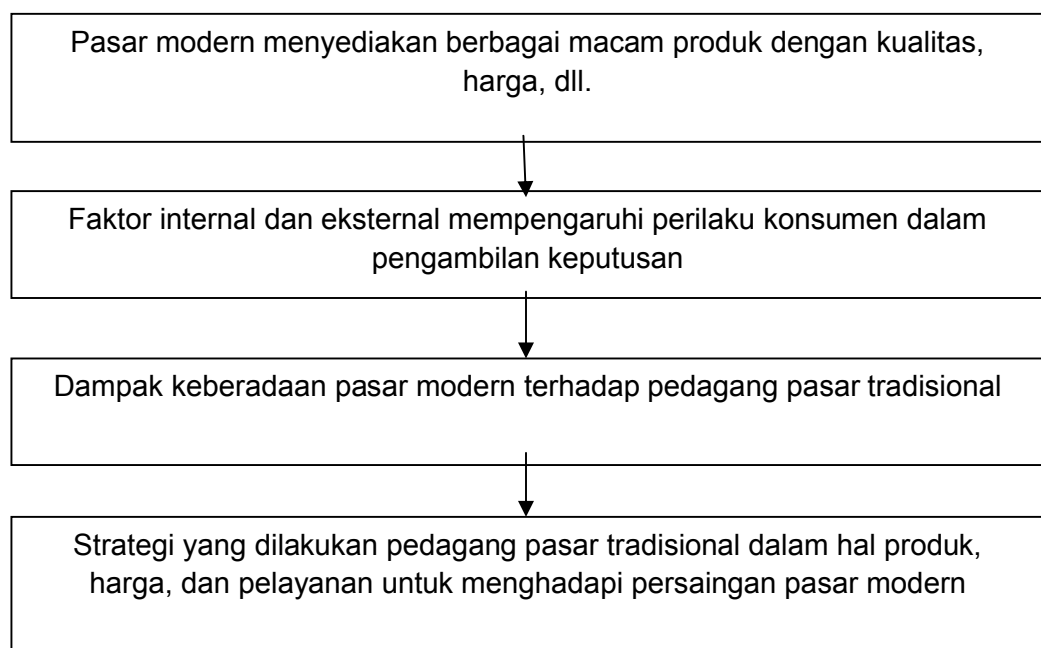 Pasar modern menyediakan berbagai macam produk dengan kualitas,
harga, dll.
Faktor internal dan eksternal mempengaruhi perilaku konsumen dalam
pengambilan keputusan
Dampak keberadaan pasar modern terhadap pedagang pasar tradisional
Strategi yang dilakukan pedagang pasar tradisional dalam hal produk,
harga, dan pelayanan untuk menghadapi persaingan pasar modern